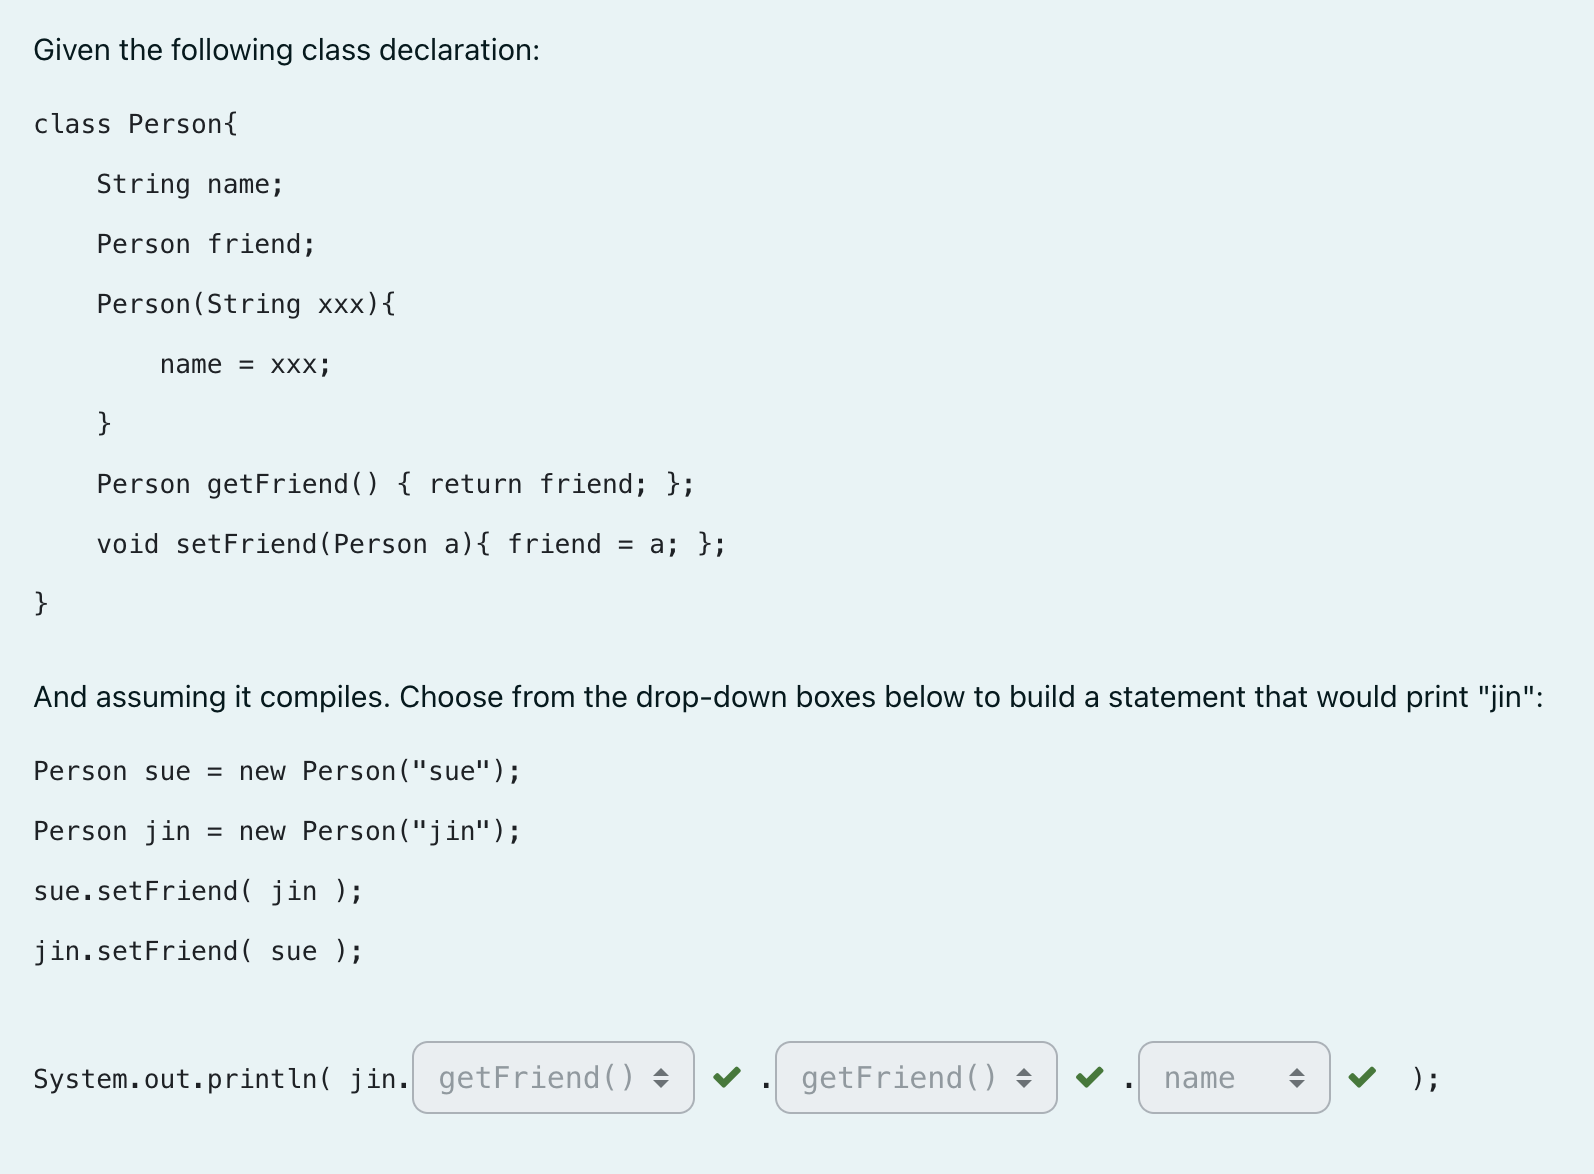 Given the following class declaration:
class Person{
    String name;
    Person friend;
    Person(String xxx){
        name = xxx;
    }
    Person getFriend() { return friend; };
    void setFriend(Person a){ friend = a; };
}
And assuming it compiles. Choose from the drop-down boxes below to build a statement that would print "jin":
Person sue = new Person("sue");
Person jin = new Person("jin");
sue.setFriend( jin );
jin.setFriend( sue );
System.out.println( jin. getFriend() . getFriend() . name );